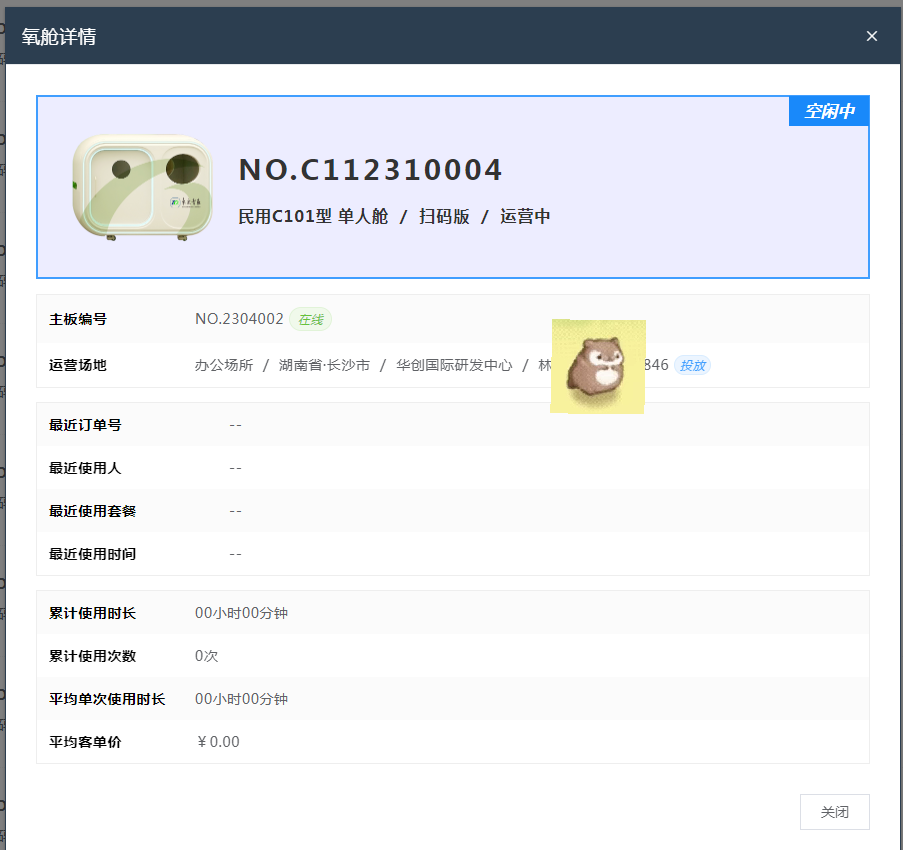 氧舱详情 ×
空闲中
NO.C112310004
民用C101型 单人舱 / 扫码版 / 运营中
主板编号 NO.2304002 在线
运营场地 办公场所 / 湖南省·长沙市 / 华创国际研发中心 / 林 846 投放
最近订单号 --
最近使用人 --
最近使用套餐 --
最近使用时间 --
累计使用时长 00小时00分钟
累计使用次数 0次
平均单次使用时长 00小时00分钟
平均客单价 ￥0.00
关闭